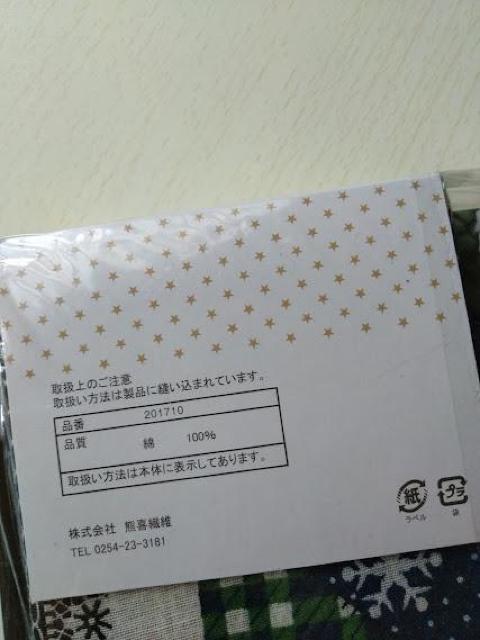 取扱上のご注意
取扱い方法は製品に縫い込まれています。
品番 201710
品質 綿 100%
取扱い方法は本体に表示してあります。
株式会社 熊喜繊維
TEL 0254-23-3181
紙
ラベル
プラ
袋